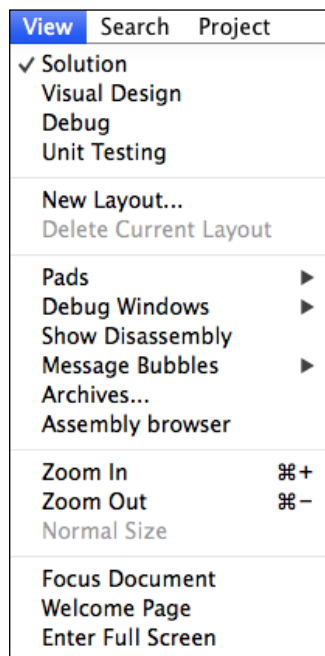 View Search Project
✓ Solution
Visual Design
Debug
Unit Testing
New Layout...
Delete Current Layout
Pads ▶
Debug Windows ▶
Show Disassembly
Message Bubbles ▶
Archives...
Assembly browser
Zoom In ⌘+
Zoom Out ⌘−
Normal Size
Focus Document
Welcome Page
Enter Full Screen